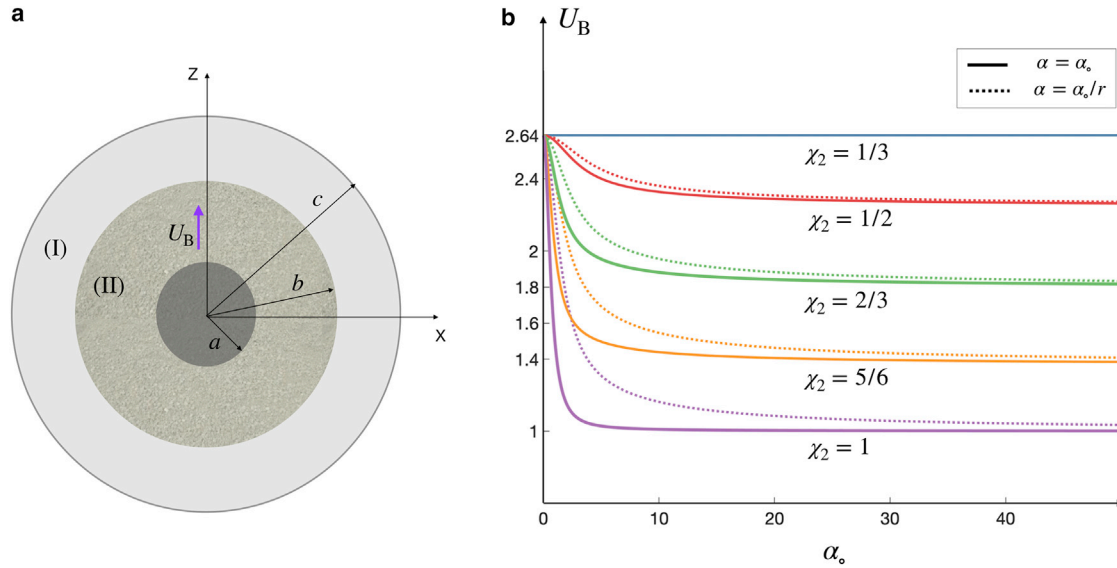 a
Z
c
(I)
U_B
b
(II)
X
a
b
U_B
α = α∘
α = α∘/r
2.64
χ₂ = 1/3
2.4
χ₂ = 1/2
2
1.8
χ₂ = 2/3
1.6
1.4
χ₂ = 5/6
1
χ₂ = 1
0 10 20 30 40
α∘